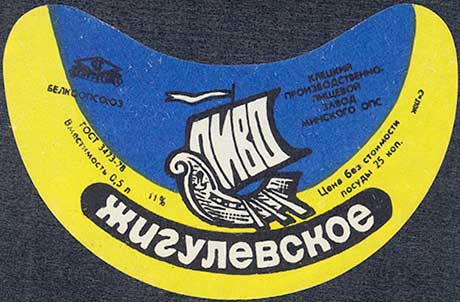 БЕЛКООПСОЮЗ
ГОСТ 3473-78
Вместимость 0,5 л
11%
ПИВО
КЛЕЦКИЙ
ПРОИЗВОДСТВЕННО-
ПИЩЕВОЙ
ЗАВОД
МИНСКОГО ОПС
Цена без стоимости
посуды 25 коп.
ЖИГУЛЕВСКОЕ